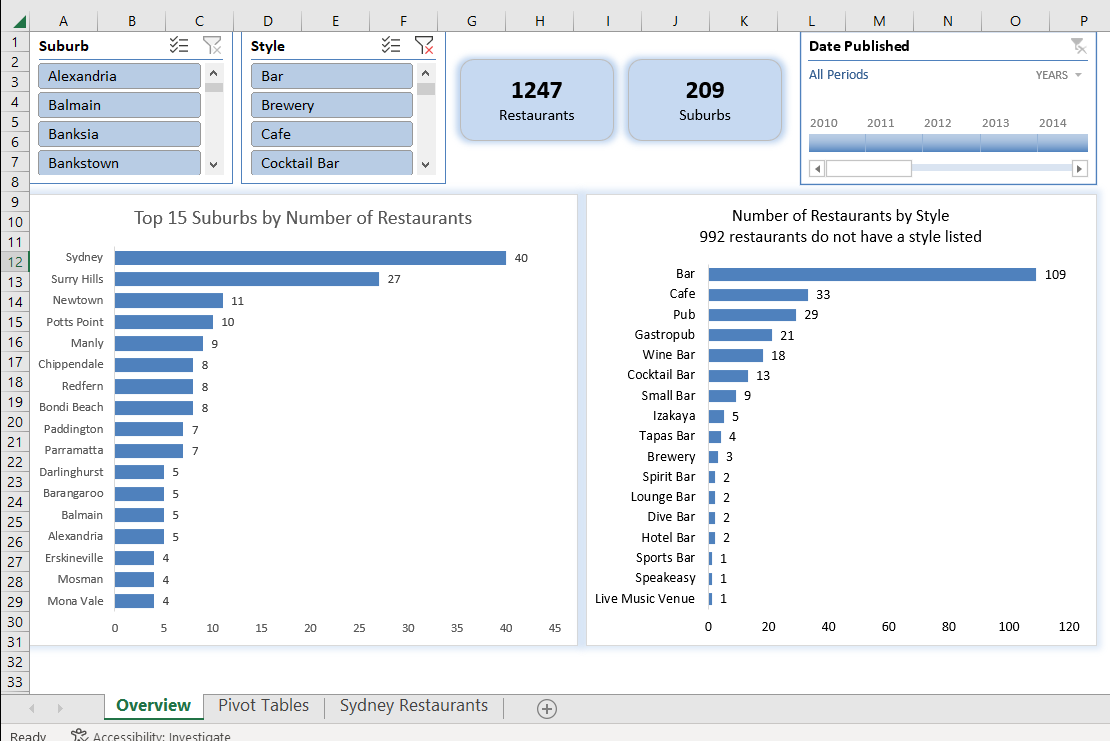 A B C D E F G H I J K L M N O P
1 Suburb Style Date Published
2
3 Alexandria Bar All Periods YEARS
4 Balmain Brewery 1247 209
5 Banksia Cafe Restaurants Suburbs 2010 2011 2012 2013 2014
6
7 Bankstown Cocktail Bar
8
9
10 Top 15 Suburbs by Number of Restaurants
11
12
13
14
15
16
17
18
19
20
21
22
23
24
25
26
27
28
29
30
31
32
33
Sydney 40
Surry Hills 27
Newtown 11
Potts Point 10
Manly 9
Chippendale 8
Redfern 8
Bondi Beach 8
Paddington 7
Parramatta 7
Darlinghurst 5
Barangaroo 5
Balmain 5
Alexandria 5
Erskineville 4
Mosman 4
Mona Vale 4
0 5 10 15 20 25 30 35 40 45
Number of Restaurants by Style
992 restaurants do not have a style listed
Bar 109
Cafe 33
Pub 29
Gastropub 21
Wine Bar 18
Cocktail Bar 13
Small Bar 9
Izakaya 5
Tapas Bar 4
Brewery 3
Spirit Bar 2
Lounge Bar 2
Dive Bar 2
Hotel Bar 2
Sports Bar 1
Speakeasy 1
Live Music Venue 1
0 20 40 60 80 100 120
Overview Pivot Tables Sydney Restaurants
Ready Accessibility: Investigate